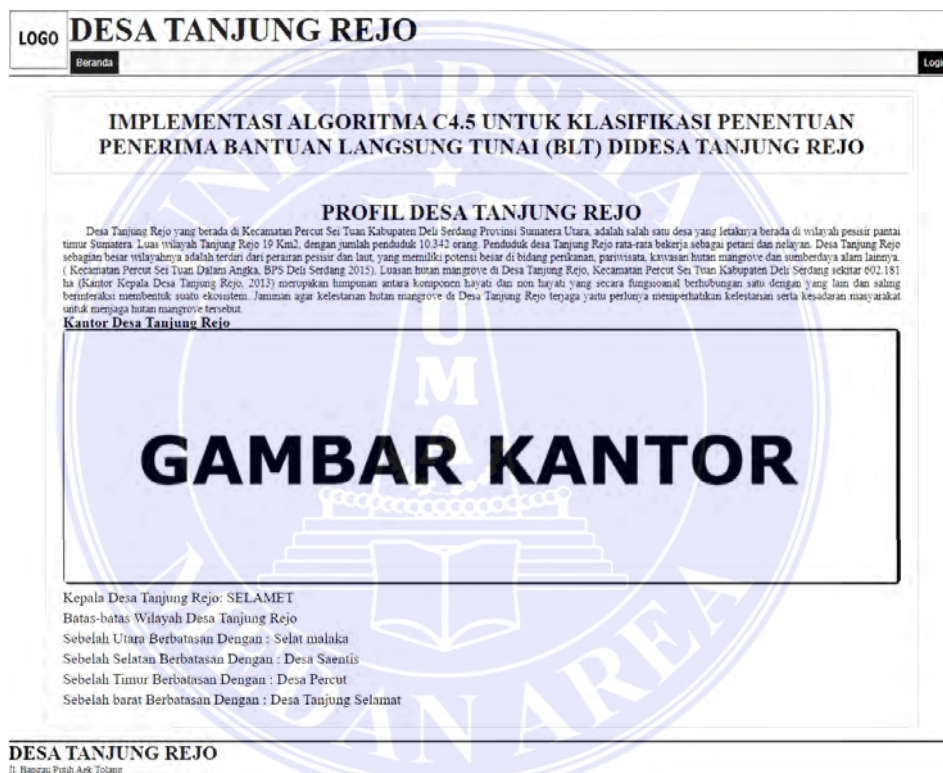 LOGO
DESA TANJUNG REJO
Beranda
Login
IMPLEMENTASI ALGORITMA C4.5 UNTUK KLASIFIKASI PENENTUAN
PENERIMA BANTUAN LANGSUNG TUNAI (BLT) DIDESA TANJUNG REJO
PROFIL DESA TANJUNG REJO
Desa Tanjung Rejo yang berada di Kecamatan Percut Sei Tuan Kabupaten Deli Serdang Provinsi Sumatera Utara, adalah salah satu desa yang letaknya berada di wilayah pesisir pantai
timur Sumatera. Luas wilayah Tanjung Rejo 19 Km2, dengan jumlah penduduk 10.342 orang. Penduduk desa Tanjung Rejo rata-rata bekerja sebagai petani dan nelayan. Desa Tanjung Rejo
sebagian besar wilayahnya adalah terdiri dari perairan pesisir dan laut, yang memiliki potensi besar di bidang perikanan, pariwisata, kawasan hutan mangrove dan sumberdaya alam lainnya.
( Kecamatan Percut Sei Tuan Dalam Angka, BPS Deli Serdang 2015). Luasan hutan mangrove di Desa Tanjung Rejo, Kecamatan Percut Sei Tuan Kabupaten Deli Serdang sekitar 602.181
ha (Kantor Kepala Desa Tanjung Rejo, 2013) merupakan himpunan antara komponen hayati dan non hayati yang secara fungsioanal berhubungan satu dengan yang lain dan saling
berinteraksi membentuk suatu ekosistem. Jaminan agar kelestarian hutan mangrove di Desa Tanjung Rejo terjaga yaitu perlunya memperhatikan kelestarian serta kesadaran masyarakat
untuk menjaga hutan mangrove tersebut.
Kantor Desa Tanjung Rejo
GAMBAR KANTOR
Kepala Desa Tanjung Rejo: SELAMET
Batas-batas Wilayah Desa Tanjung Rejo
Sebelah Utara Berbatasan Dengan : Selat malaka
Sebelah Selatan Berbatasan Dengan : Desa Saentis
Sebelah Timur Berbatasan Dengan : Desa Percut
Sebelah barat Berbatasan Dengan : Desa Tanjung Selamat
DESA TANJUNG REJO
Jl. Bangau Putih Aek Tolang
UNIVERSITAS
MEDAN AREA
UMA